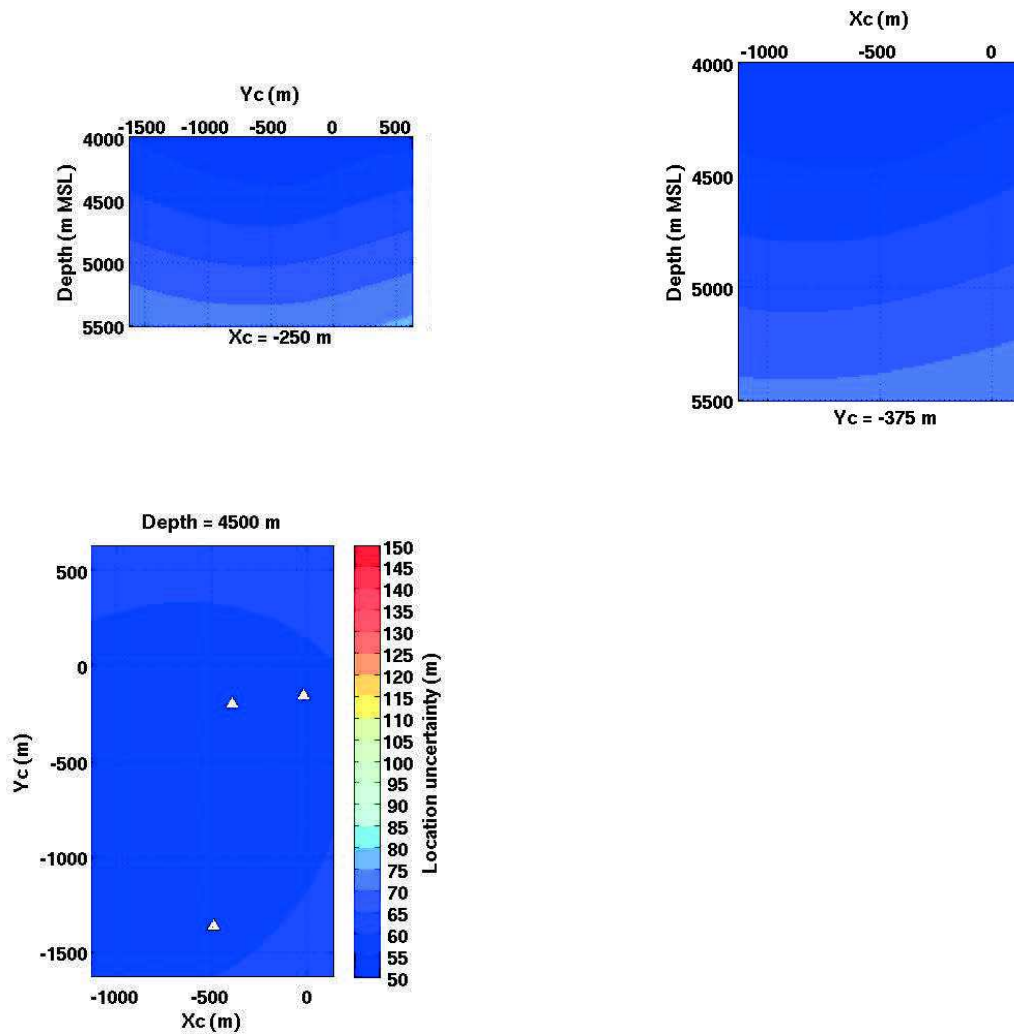 Yc (m)
-1500 -1000 -500 0 500
4000
4500
5000
5500
Depth (m MSL)
Xc = -250 m
Xc (m)
-1000 -500 0
4000
4500
5000
5500
Depth (m MSL)
Yc = -375 m
Depth = 4500 m
500
0
-500
-1000
-1500
Yc (m)
-1000 -500 0
Xc (m)
150
145
140
135
130
125
120
115
110
105
100
95
90
85
80
75
70
65
60
55
50
Location uncertainty (m)